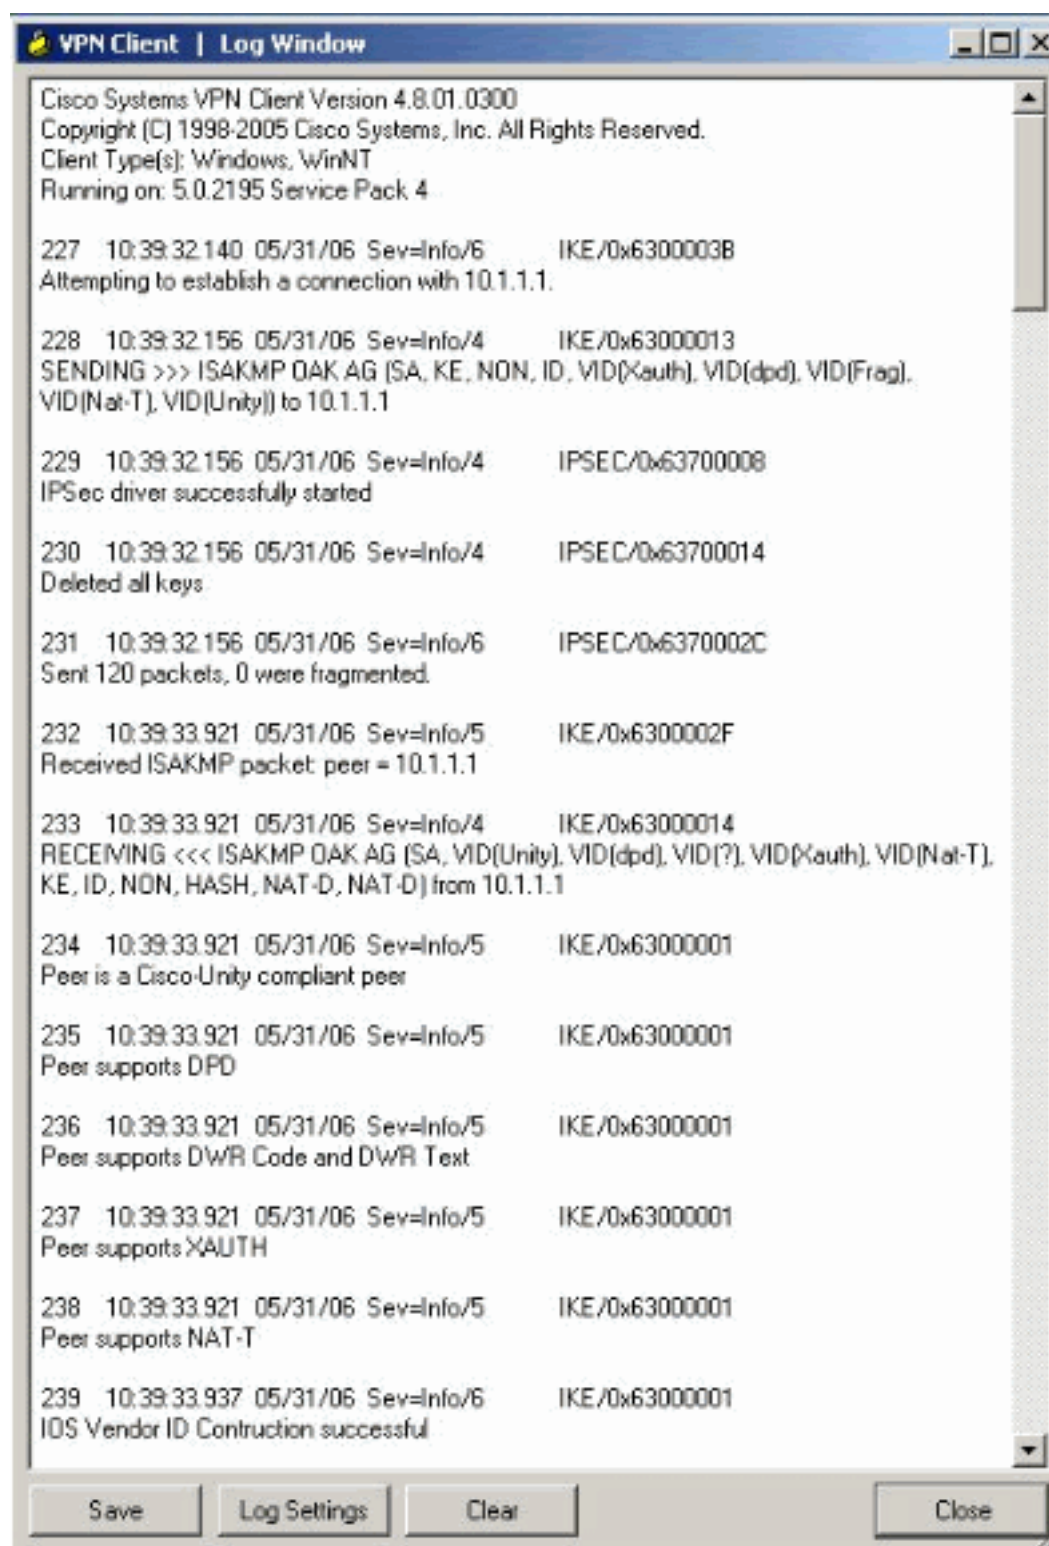 VPN Client | Log Window
Cisco Systems VPN Client Version 4.8.01.0300
Copyright (C) 1998-2005 Cisco Systems, Inc. All Rights Reserved.
Client Type(s): Windows, WinNT
Running on: 5.0.2195 Service Pack 4
227 10:39:32.140 05/31/06 Sev=Info/6 IKE/0x6300003B
Attempting to establish a connection with 10.1.1.1.
228 10:39:32.156 05/31/06 Sev=Info/4 IKE/0x63000013
SENDING >>> ISAKMP OAK AG (SA, KE, NON, ID, VID(Xauth), VID(dpd), VID(Frag),
VID(Nat-T), VID(Unity)) to 10.1.1.1
229 10:39:32.156 05/31/06 Sev=Info/4 IPSEC/0x63700008
IPSec driver successfully started
230 10:39:32.156 05/31/06 Sev=Info/4 IPSEC/0x63700014
Deleted all keys
231 10:39:32.156 05/31/06 Sev=Info/6 IPSEC/0x6370002C
Sent 120 packets, 0 were fragmented.
232 10:39:33.921 05/31/06 Sev=Info/5 IKE/0x6300002F
Received ISAKMP packet: peer = 10.1.1.1
233 10:39:33.921 05/31/06 Sev=Info/4 IKE/0x63000014
RECEIVING <<< ISAKMP OAK AG (SA, VID(Unity), VID(dpd), VID(?), VID(Xauth), VID(Nat-T),
KE, ID, NON, HASH, NAT-D, NAT-D) from 10.1.1.1
234 10:39:33.921 05/31/06 Sev=Info/5 IKE/0x63000001
Peer is a Cisco-Unity compliant peer
235 10:39:33.921 05/31/06 Sev=Info/5 IKE/0x63000001
Peer supports DPD
236 10:39:33.921 05/31/06 Sev=Info/5 IKE/0x63000001
Peer supports DWR Code and DWR Text
237 10:39:33.921 05/31/06 Sev=Info/5 IKE/0x63000001
Peer supports XAUTH
238 10:39:33.921 05/31/06 Sev=Info/5 IKE/0x63000001
Peer supports NAT-T
239 10:39:33.937 05/31/06 Sev=Info/6 IKE/0x63000001
IOS Vendor ID Contruction successful
Save Log Settings Clear Close